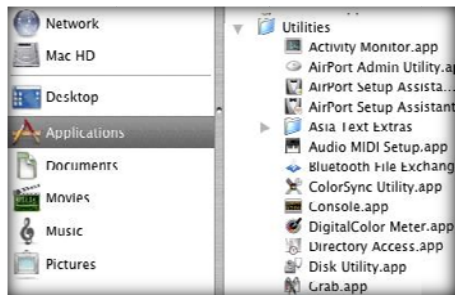 Network
Mac HD
Desktop
Applications
Documents
Movies
Music
Pictures
Utilities
Activity Monitor.app
AirPort Admin Utility.a
AirPort Setup Assista...
AirPort Setup Assistant
Asia Text Extras
Audio MIDI Setup.app
Bluetooth File Exchang
ColorSync Utility.app
Console.app
DigitalColor Meter.app
Directory Access.app
Disk Utility.app
Grab.app